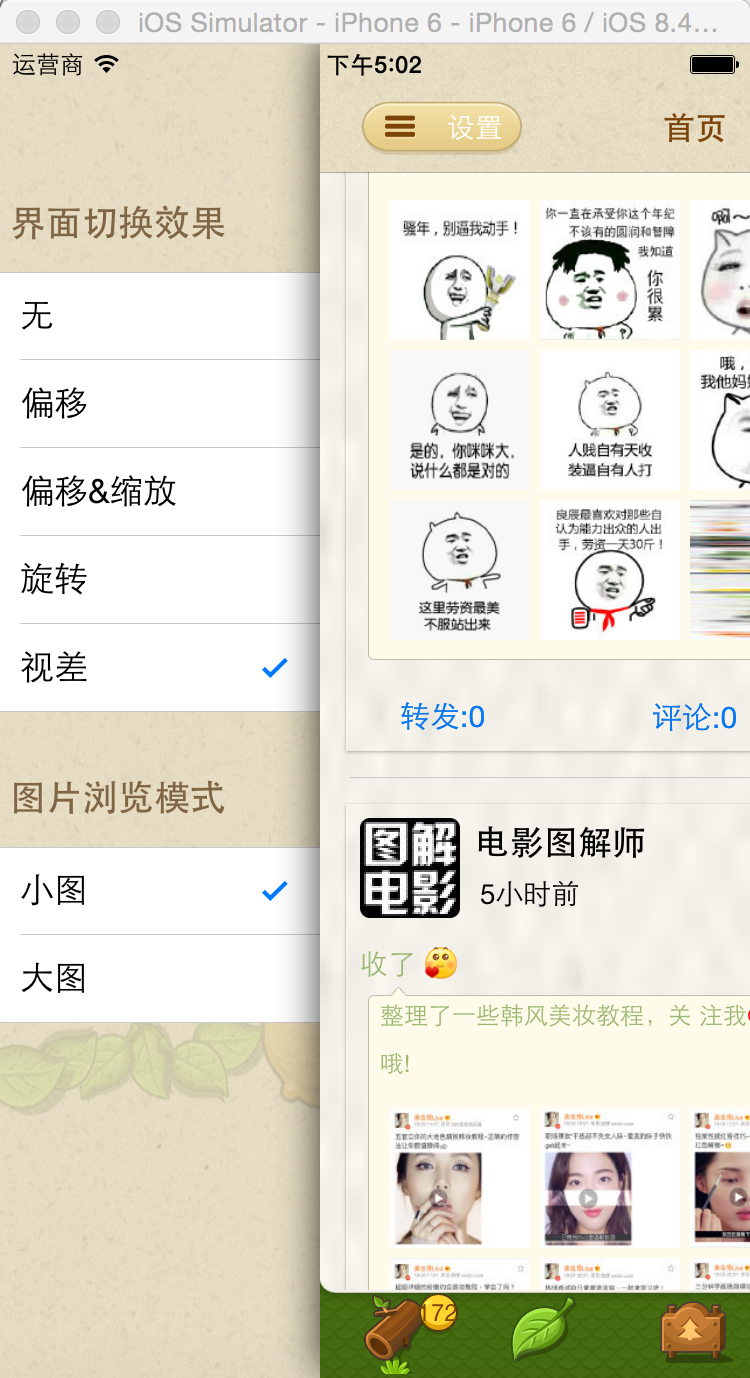 iOS Simulator - iPhone 6 - iPhone 6 / iOS 8.4...
运营商
下午5:02
设置
首页
界面切换效果
无
偏移
偏移&缩放
旋转
视差
图片浏览模式
小图
大图
骚年，别逼我动手！
你一直在承受你这个年纪
不该有的圆润和智障
我知道
你很累
啊～
是的，你咪咪大，
说什么都是对的
人贱自有天收
装逼自有人打
哦，
我他妈
这里劳资最美
不服站出来
良辰最喜欢对那些自
认为能力出众的人出
手，劳资一天30斤！
转发:0
评论:0
图解
电影
电影图解师
5小时前
收了
整理了一些韩风美妆教程，关 注我
哦!
172